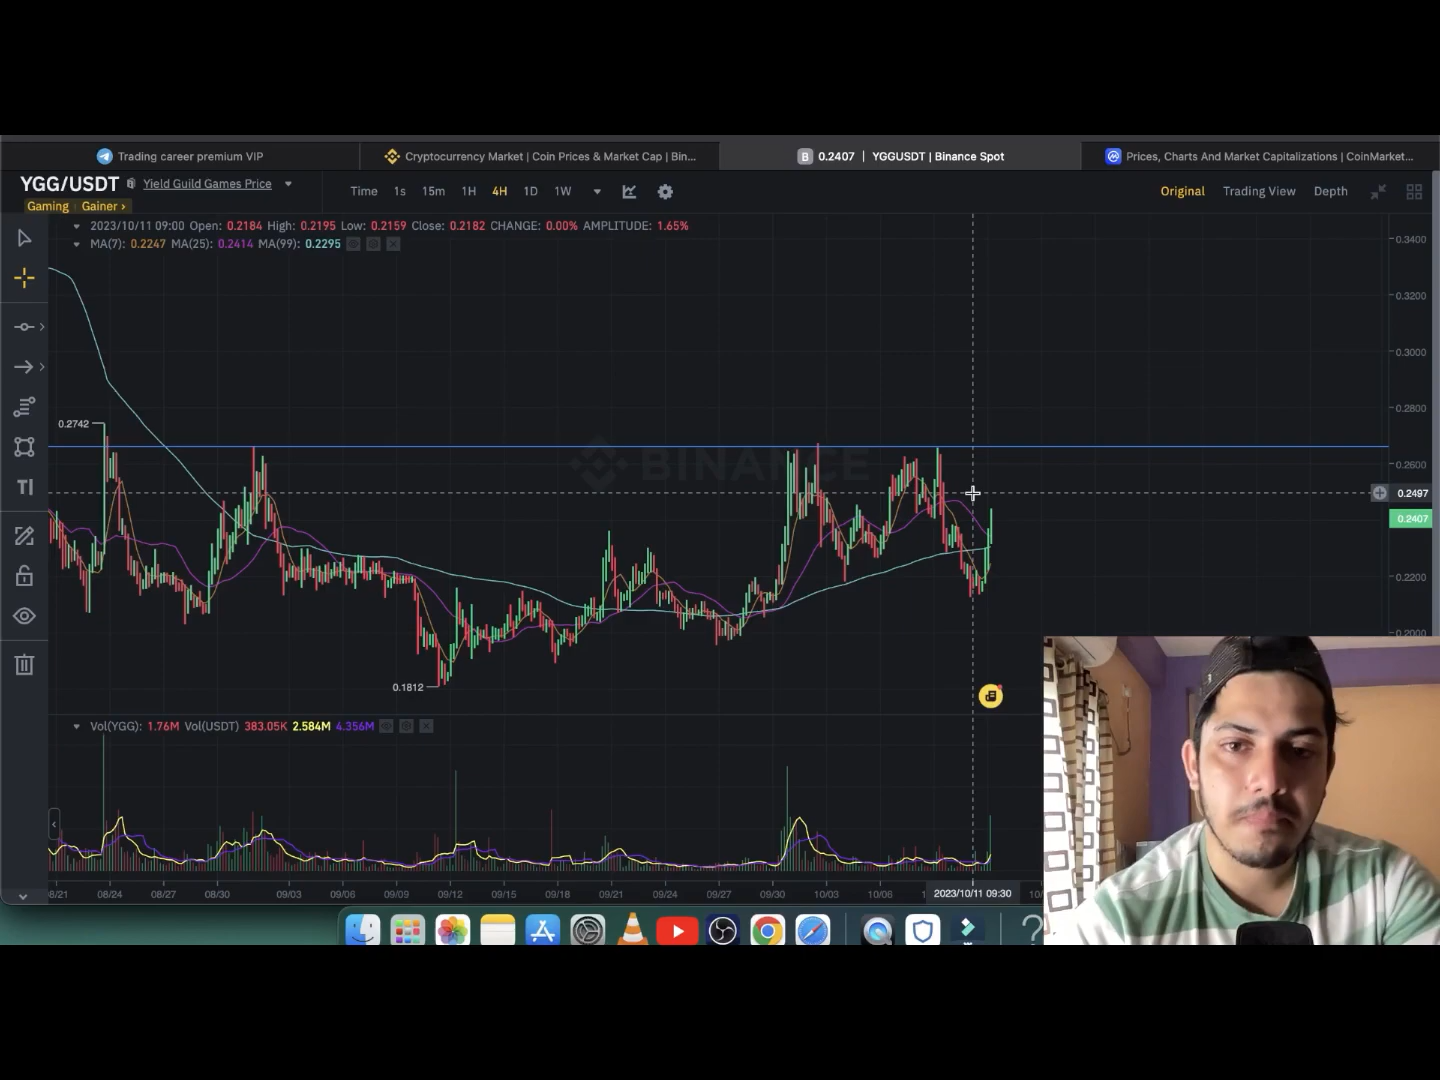 Trading career premium VIP
Cryptocurrency Market | Coin Prices & Market Cap | Bin...
B 0.2407 | YGGUSDT | Binance Spot
Prices, Charts And Market Capitalizations | CoinMarket...
YGG/USDT Yield Guild Games Price
Time 1s 15m 1H 4H 1D 1W
Original Trading View Depth
Gaming Gainer ›
2023/10/11 09:00 Open: 0.2184 High: 0.2195 Low: 0.2159 Close: 0.2182 CHANGE: 0.00% AMPLITUDE: 1.65%
MA(7): 0.2247 MA(25): 0.2414 MA(99): 0.2295
0.3400
0.3200
0.3000
0.2800
0.2742
0.2600
BINANCE
0.2497
0.2407
0.2200
0.2000
0.1812
Vol(YGG): 1.76M Vol(USDT) 383.05K 2.584M 4.356M
08/24 08/27 08/30 09/03 09/06 09/09 09/12 09/15 09/18 09/21 09/24 09/27 09/30 10/03 10/06 2023/10/11 09:30